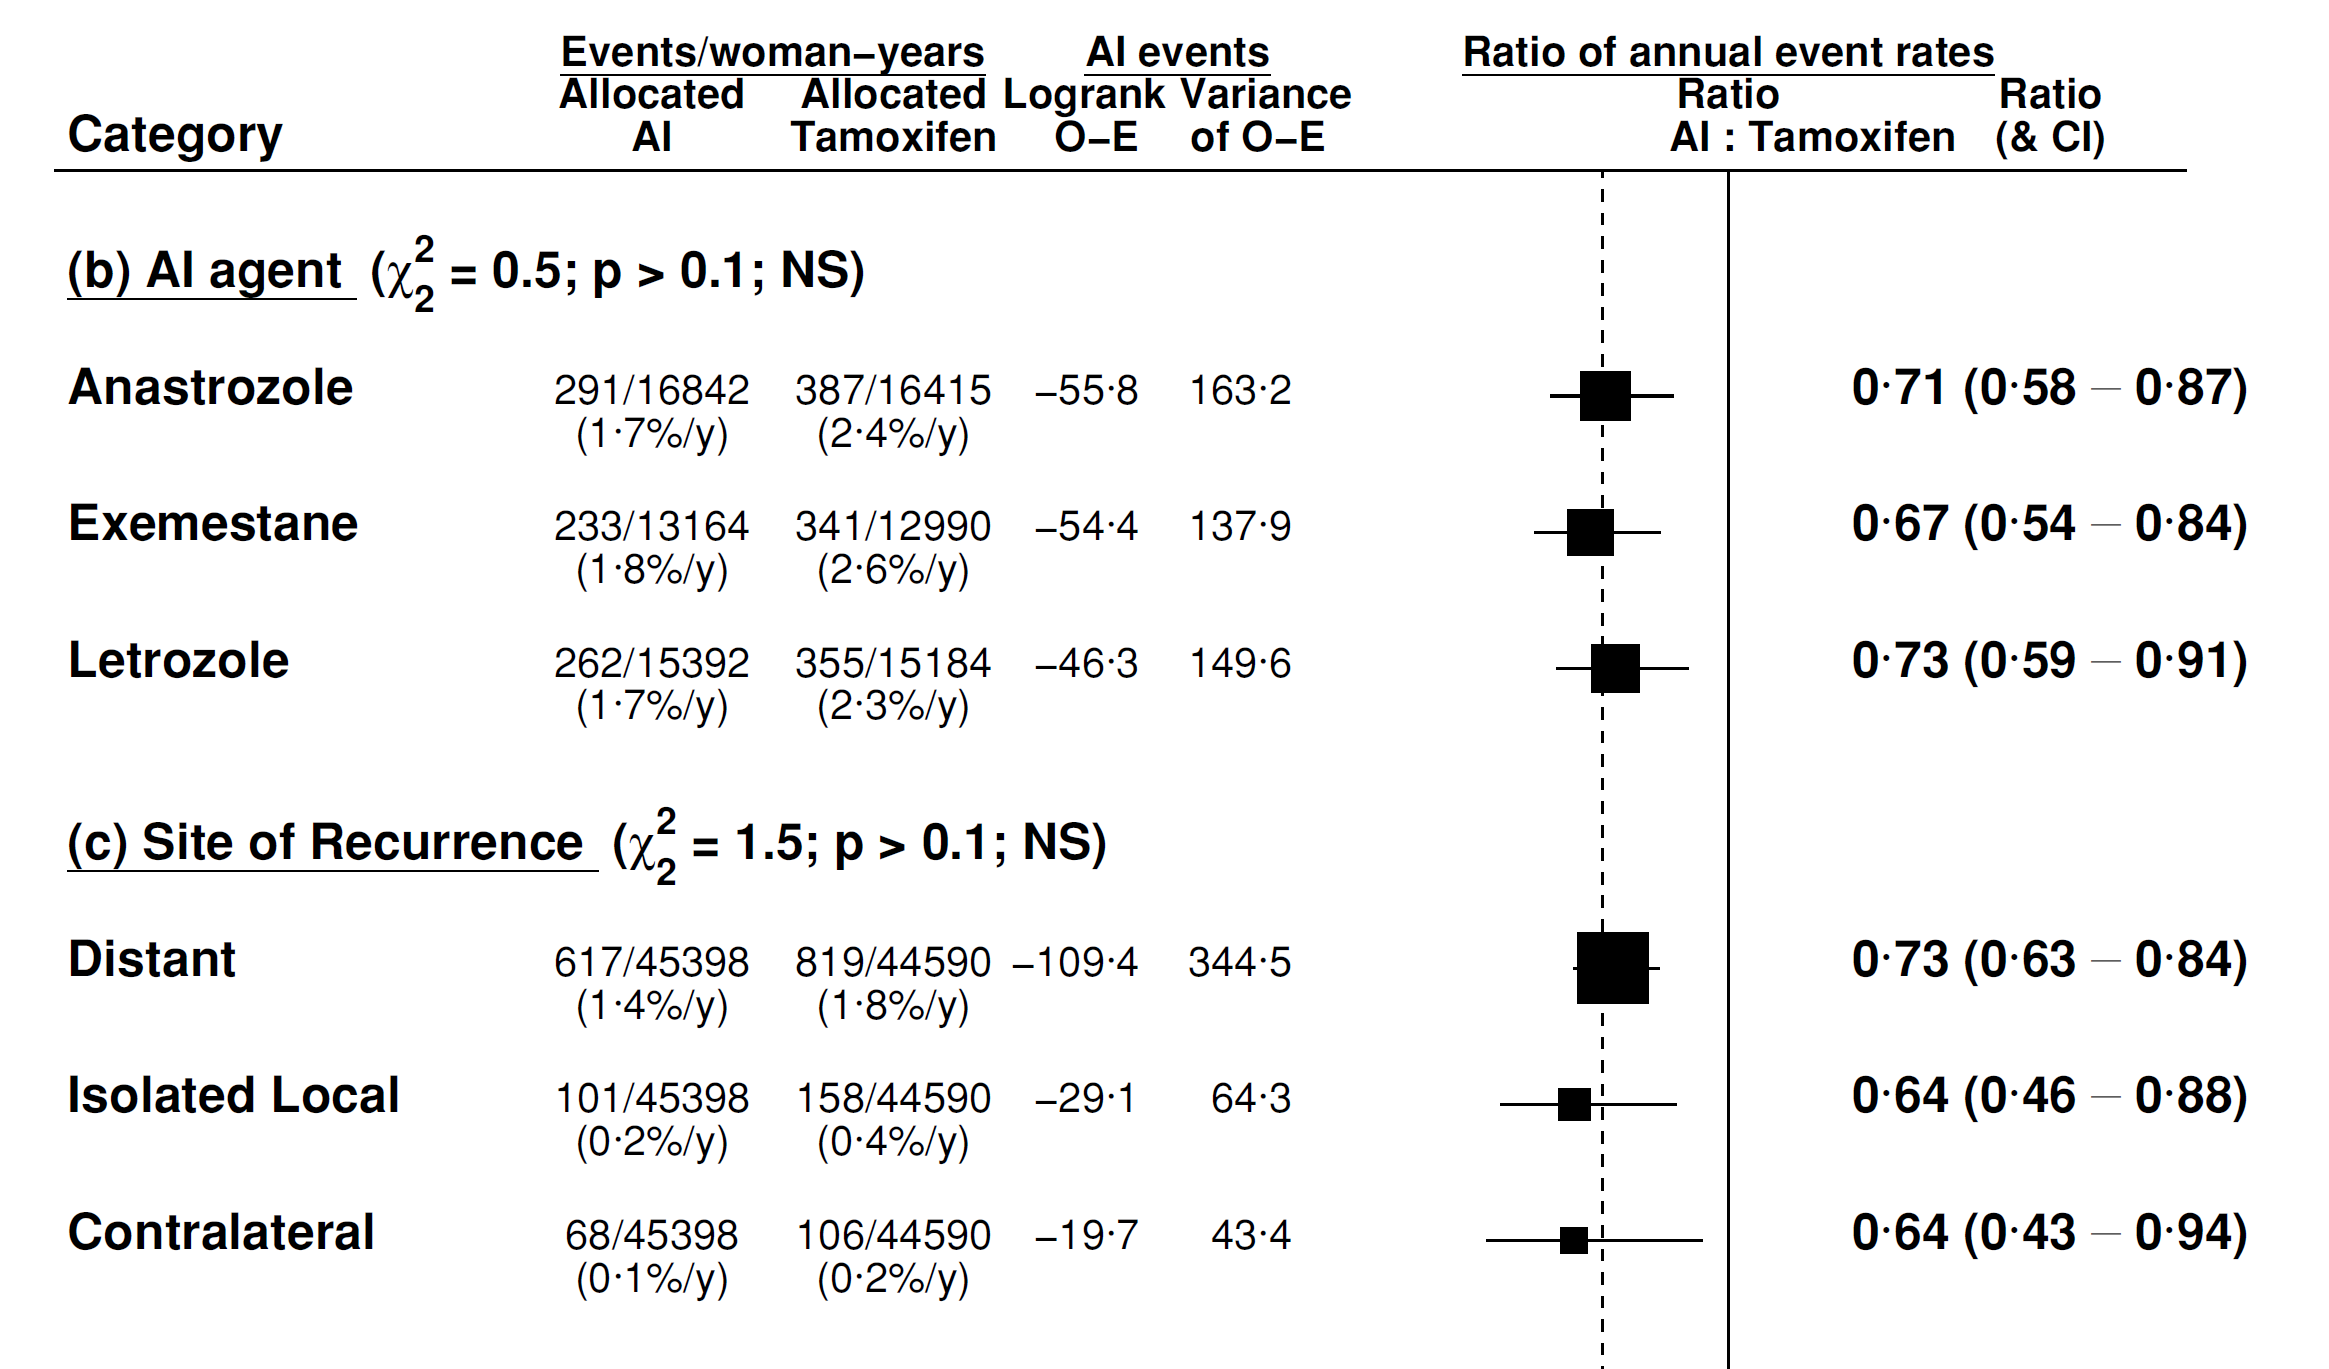 Events/woman−years AI events Ratio of annual event rates
Allocated Allocated Logrank Variance Ratio Ratio
Category AI Tamoxifen O−E of O−E AI : Tamoxifen (& CI)
(b) AI agent (χ²₂ = 0.5; p > 0.1; NS)
Anastrozole 291/16842 387/16415 −55·8 163·2 0·71 (0·58 − 0·87)
(1·7%/y) (2·4%/y)
Exemestane 233/13164 341/12990 −54·4 137·9 0·67 (0·54 − 0·84)
(1·8%/y) (2·6%/y)
Letrozole 262/15392 355/15184 −46·3 149·6 0·73 (0·59 − 0·91)
(1·7%/y) (2·3%/y)
(c) Site of Recurrence (χ²₂ = 1.5; p > 0.1; NS)
Distant 617/45398 819/44590 −109·4 344·5 0·73 (0·63 − 0·84)
(1·4%/y) (1·8%/y)
Isolated Local 101/45398 158/44590 −29·1 64·3 0·64 (0·46 − 0·88)
(0·2%/y) (0·4%/y)
Contralateral 68/45398 106/44590 −19·7 43·4 0·64 (0·43 − 0·94)
(0·1%/y) (0·2%/y)